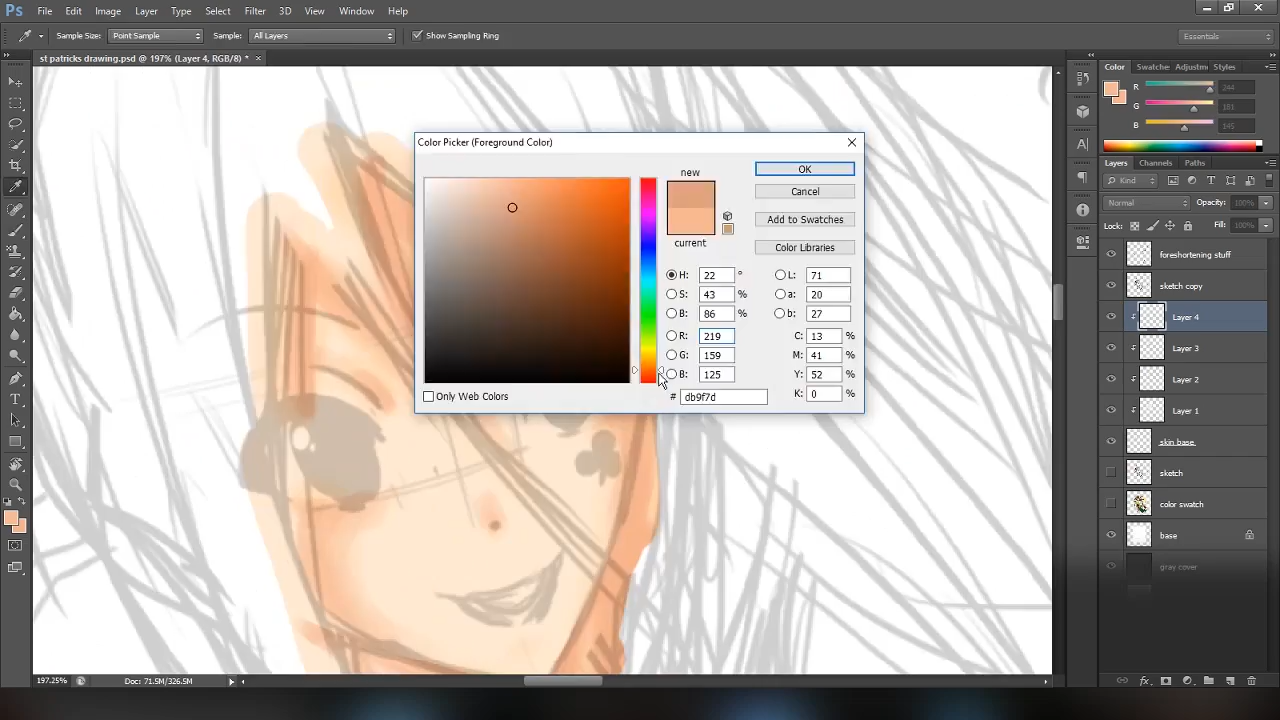 Ps File Edit Image Layer Type Select Filter 3D View Window Help
Sample Size: Point Sample Sample: All Layers Show Sampling Ring Essentials
st patricks drawing.psd @ 197% (Layer 4, RGB/8) * ×
Color Swatche Adjustm Styles
R 244
G 181
B 145
Color Picker (Foreground Color)
new
current
OK
Cancel
Add to Swatches
Color Libraries
H: 22 ° L: 71
S: 43 % a: 20
B: 86 % b: 27
R: 219 C: 13 %
G: 159 M: 41 %
B: 125 Y: 52 %
# db9f7d K: 0 %
Only Web Colors
Layers Channels Paths
Kind
Normal Opacity: 100%
Lock: Fill: 100%
foreshortening stuff
sketch copy
Layer 4
Layer 3
Layer 2
Layer 1
skin base
sketch
color swatch
base
gray cover
197.25% Doc: 71.5M/326.5M